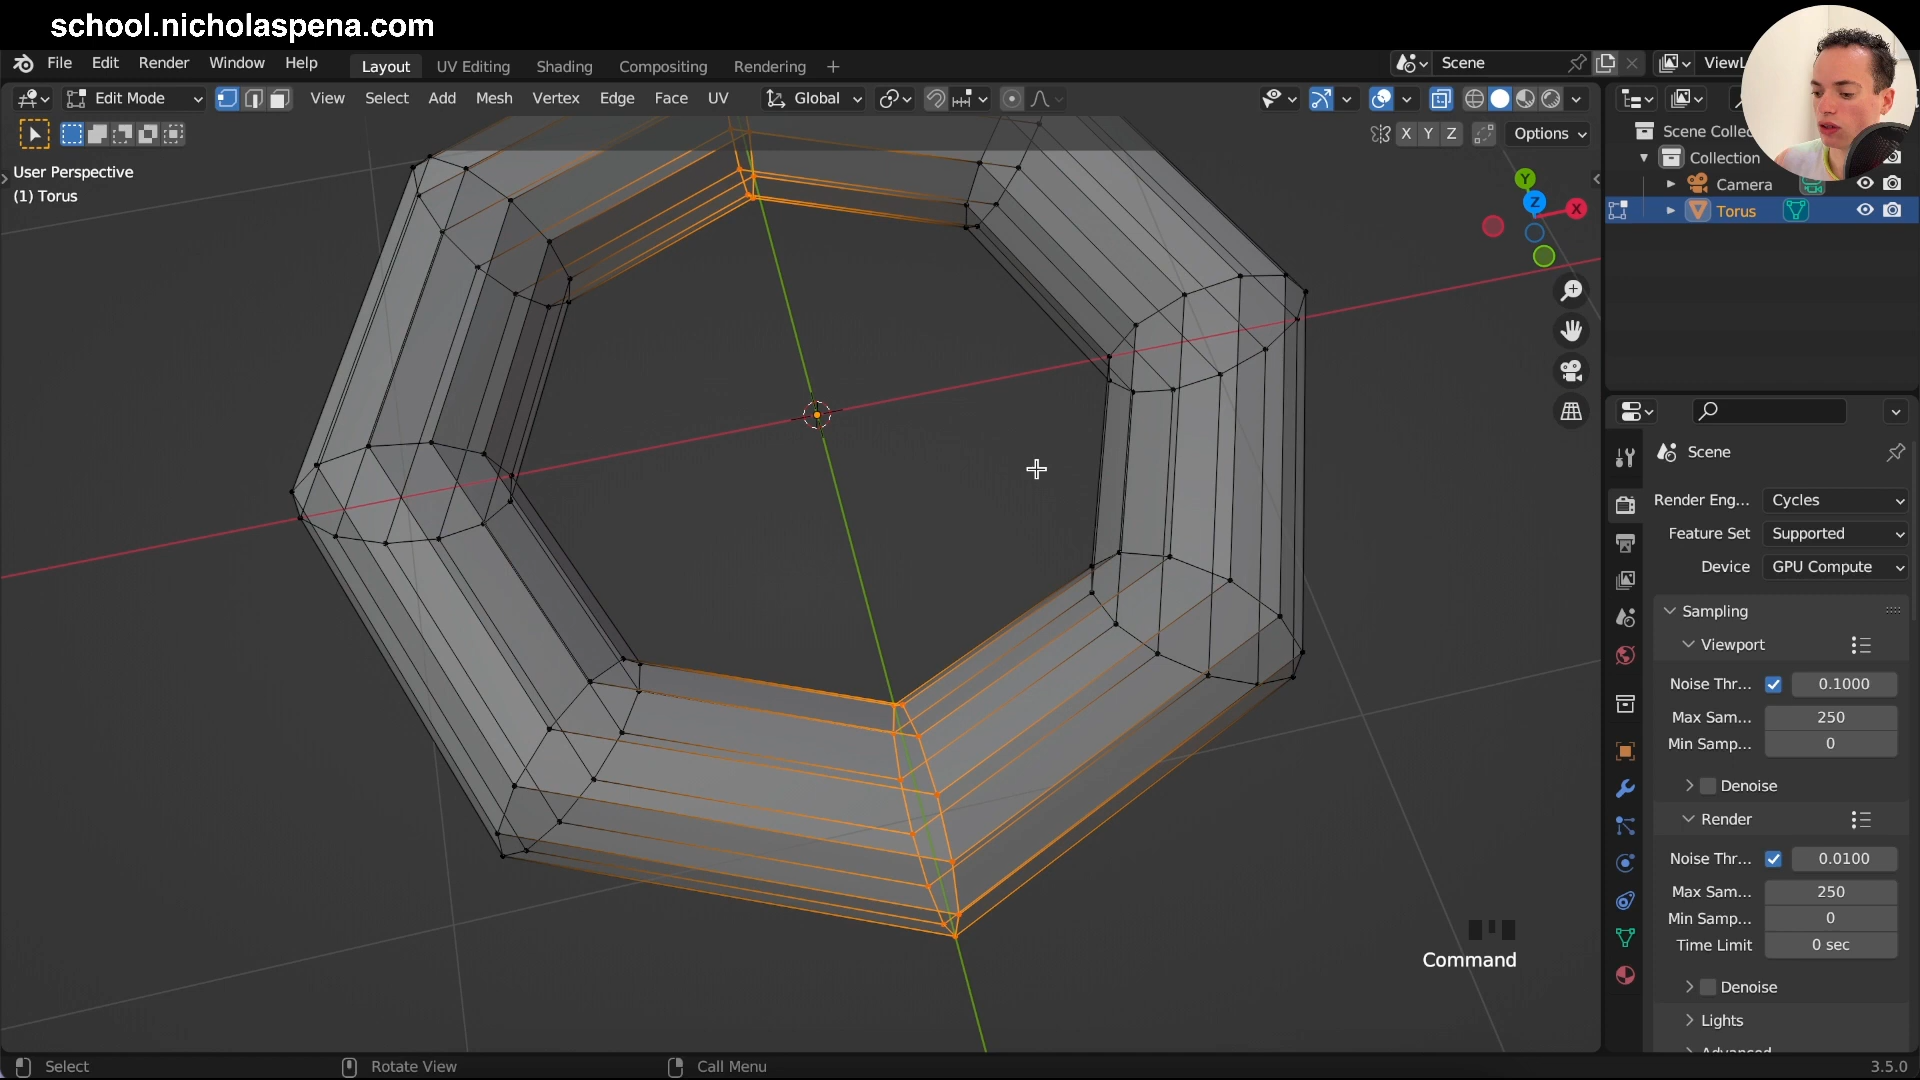 school.nicholaspena.com
File Edit Render Window Help Layout UV Editing Shading Compositing Rendering + Scene ViewL
Edit Mode View Select Add Mesh Vertex Edge Face UV Global
X Y Z Options
User Perspective
(1) Torus
Y
Z
X
Scene Collec
Collection
Camera
Torus
Scene
Render Eng... Cycles
Feature Set Supported
Device GPU Compute
Sampling
Viewport
Noise Thr... 0.1000
Max Sam... 250
Min Samp... 0
Denoise
Render
Noise Thr... 0.0100
Max Sam... 250
Min Samp... 0
Time Limit 0 sec
Denoise
Lights
Advanced
Command
Select Rotate View Call Menu 3.5.0